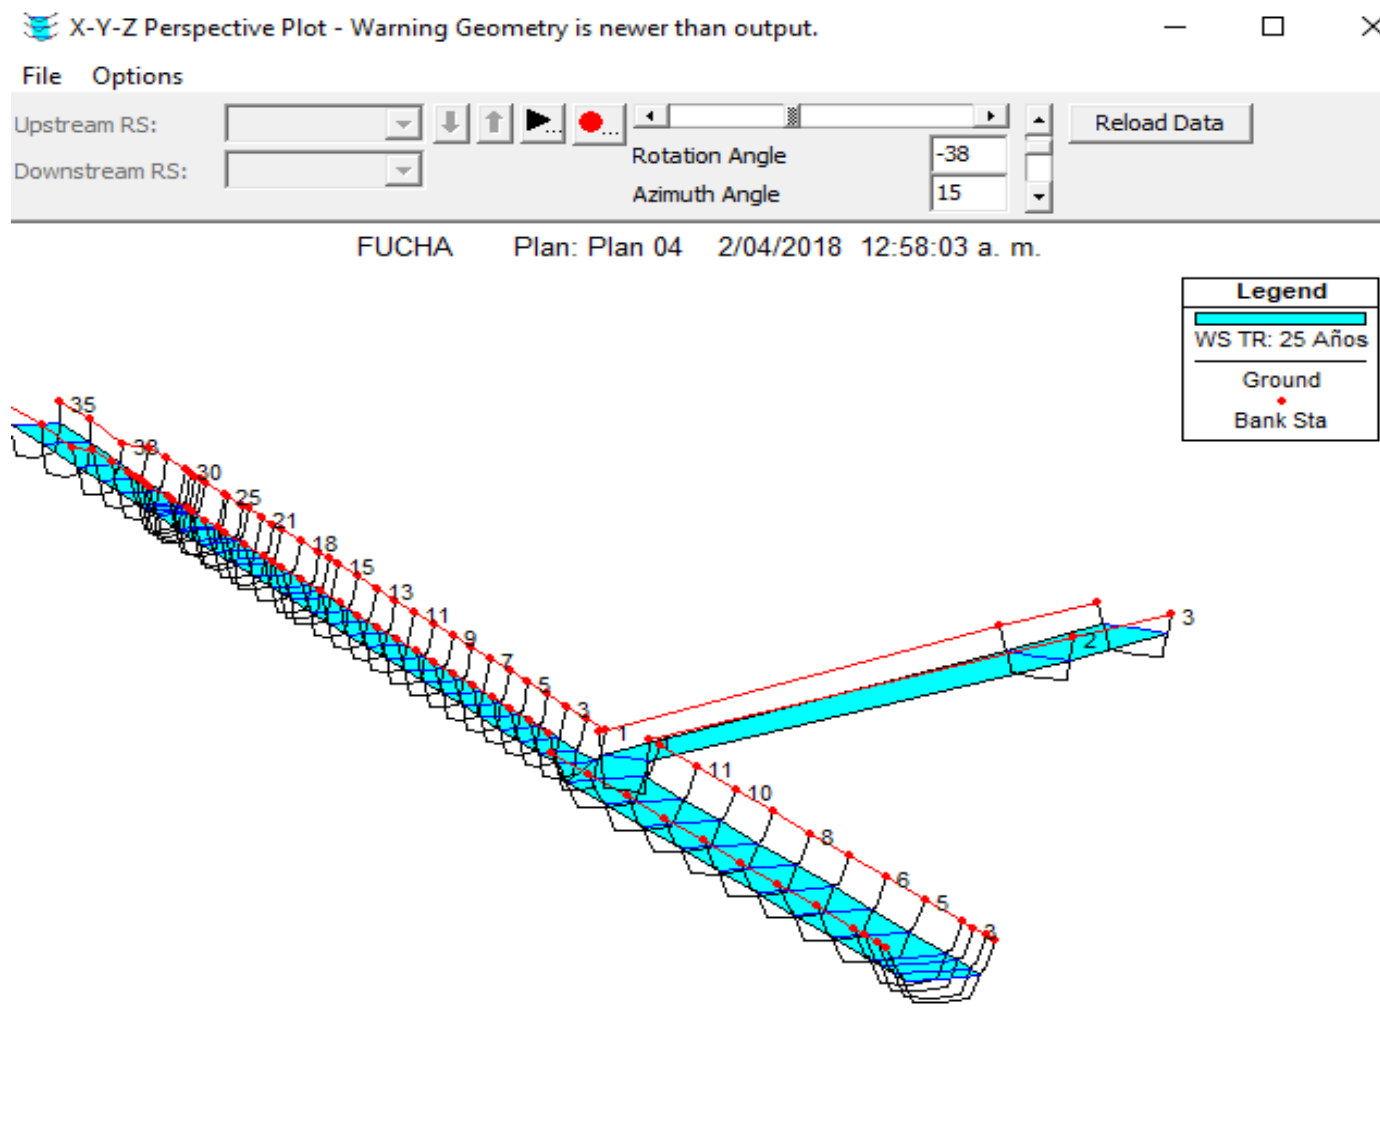 X-Y-Z Perspective Plot - Warning Geometry is newer than output.
File Options
Upstream RS:
Downstream RS:
Rotation Angle -38
Azimuth Angle 15
Reload Data
FUCHA Plan: Plan 04 2/04/2018 12:58:03 a. m.
Legend
WS TR: 25 Años
Ground
Bank Sta
35
30
25
21
18
15
13
11
9
7
5
3
1
3
2
11
10
8
6
5
3